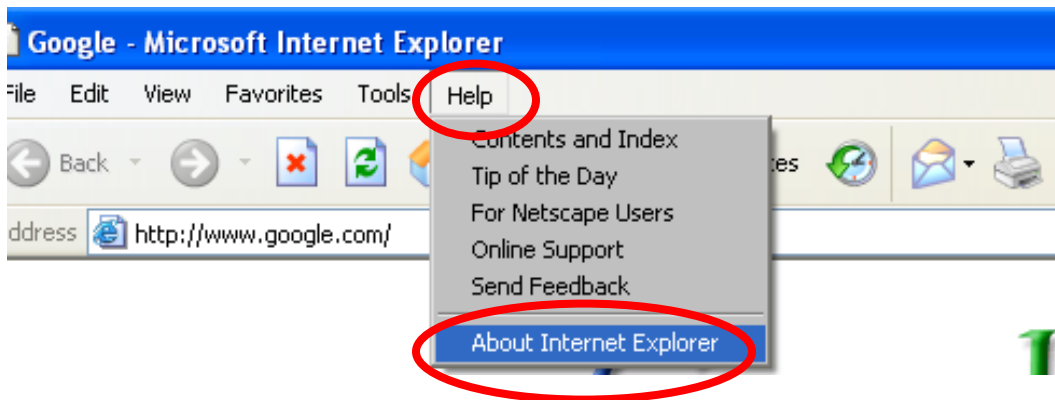 Google - Microsoft Internet Explorer
File Edit View Favorites Tools Help
Back
Contents and Index
Tip of the Day
For Netscape Users
http://www.google.com/
Online Support
Send Feedback
About Internet Explorer